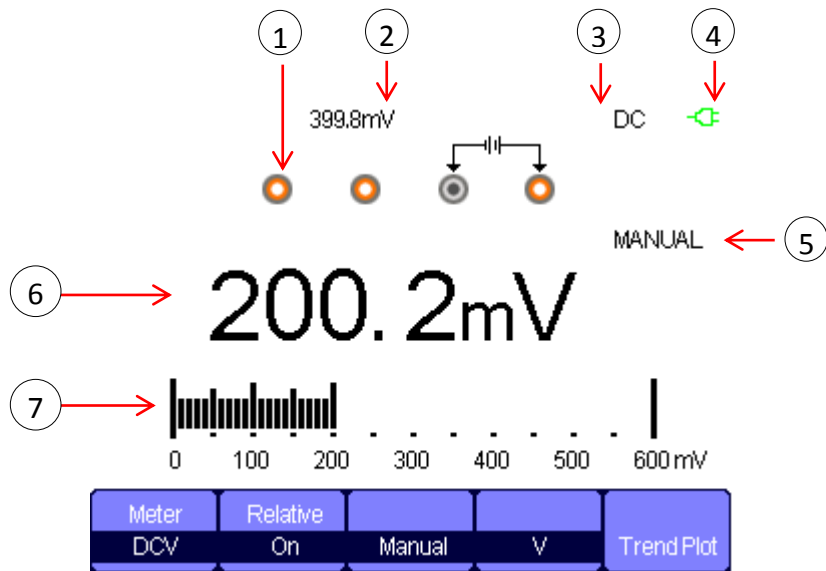 1 2 3 4
399.8mV DC
MANUAL 5
6 200.2mV
7
0 100 200 300 400 500 600 mV
Meter Relative
DCV On Manual V Trend Plot